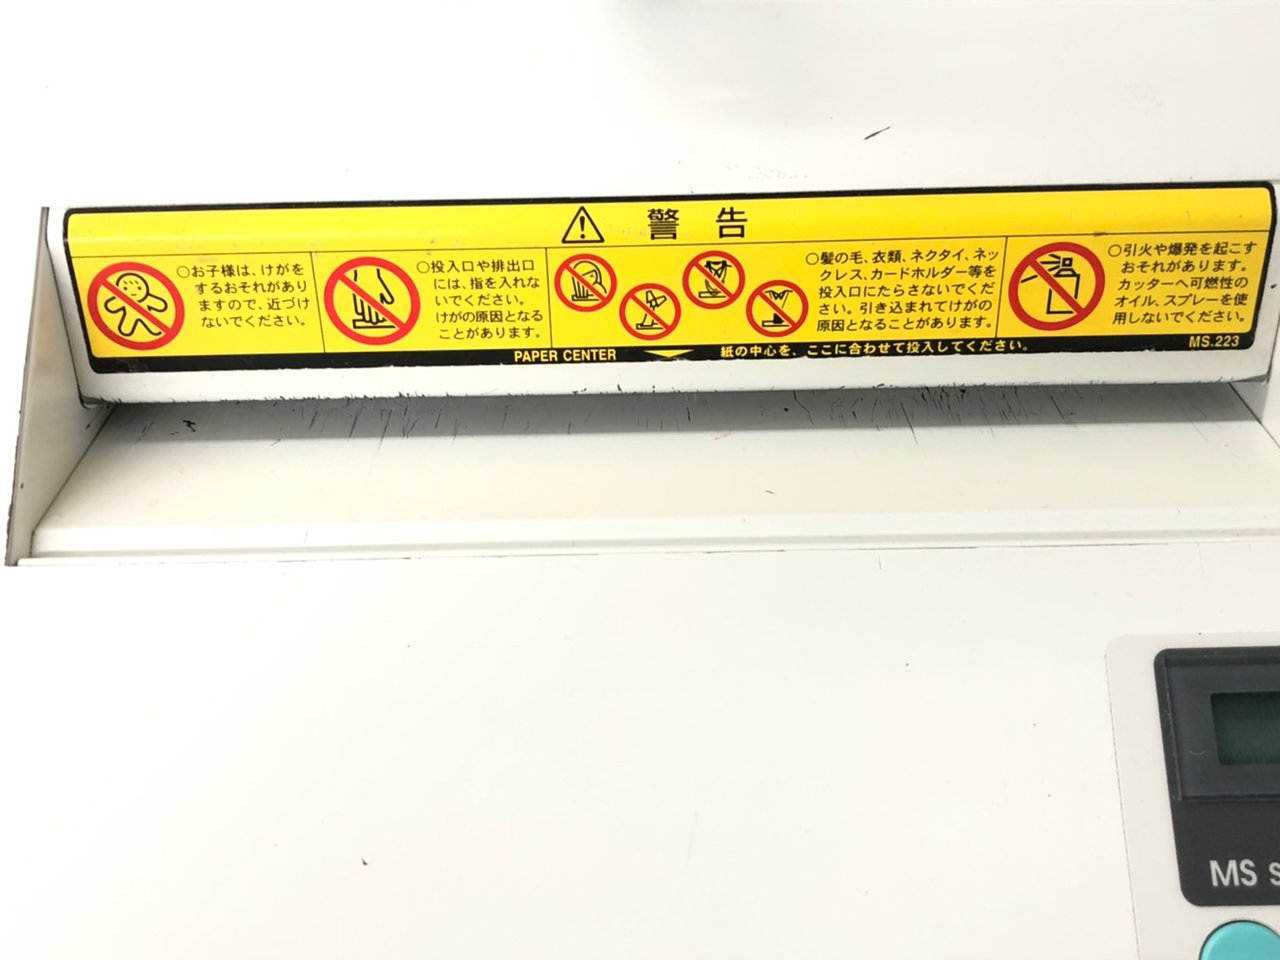 警告
○お子様は、けがを
するおそれがあり
ますので、近づけ
ないでください。
○投入口や排出口
には、指を入れな
いでください。
けがの原因となる
ことがあります。
○髪の毛、衣類、ネクタイ、ネッ
クレス、カードホルダー等を
投入口にたらさないでくだ
さい。引き込まれてけがの
原因となることがあります。
○引火や爆発を起こす
おそれがあります。
カッターへ可燃性の
オイル、スプレーを使
用しないでください。
PAPER CENTER 紙の中心を、ここに合わせて投入してください。 MS.223
MS